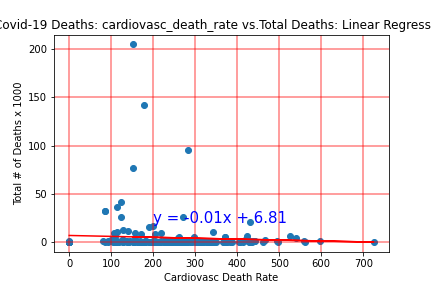 Covid-19 Deaths: cardiovasc_death_rate vs.Total Deaths: Linear Regress
200
150
100
50
0
Total # of Deaths x 1000
y = -0.01x + 6.81
0 100 200 300 400 500 600 700
Cardiovasc Death Rate